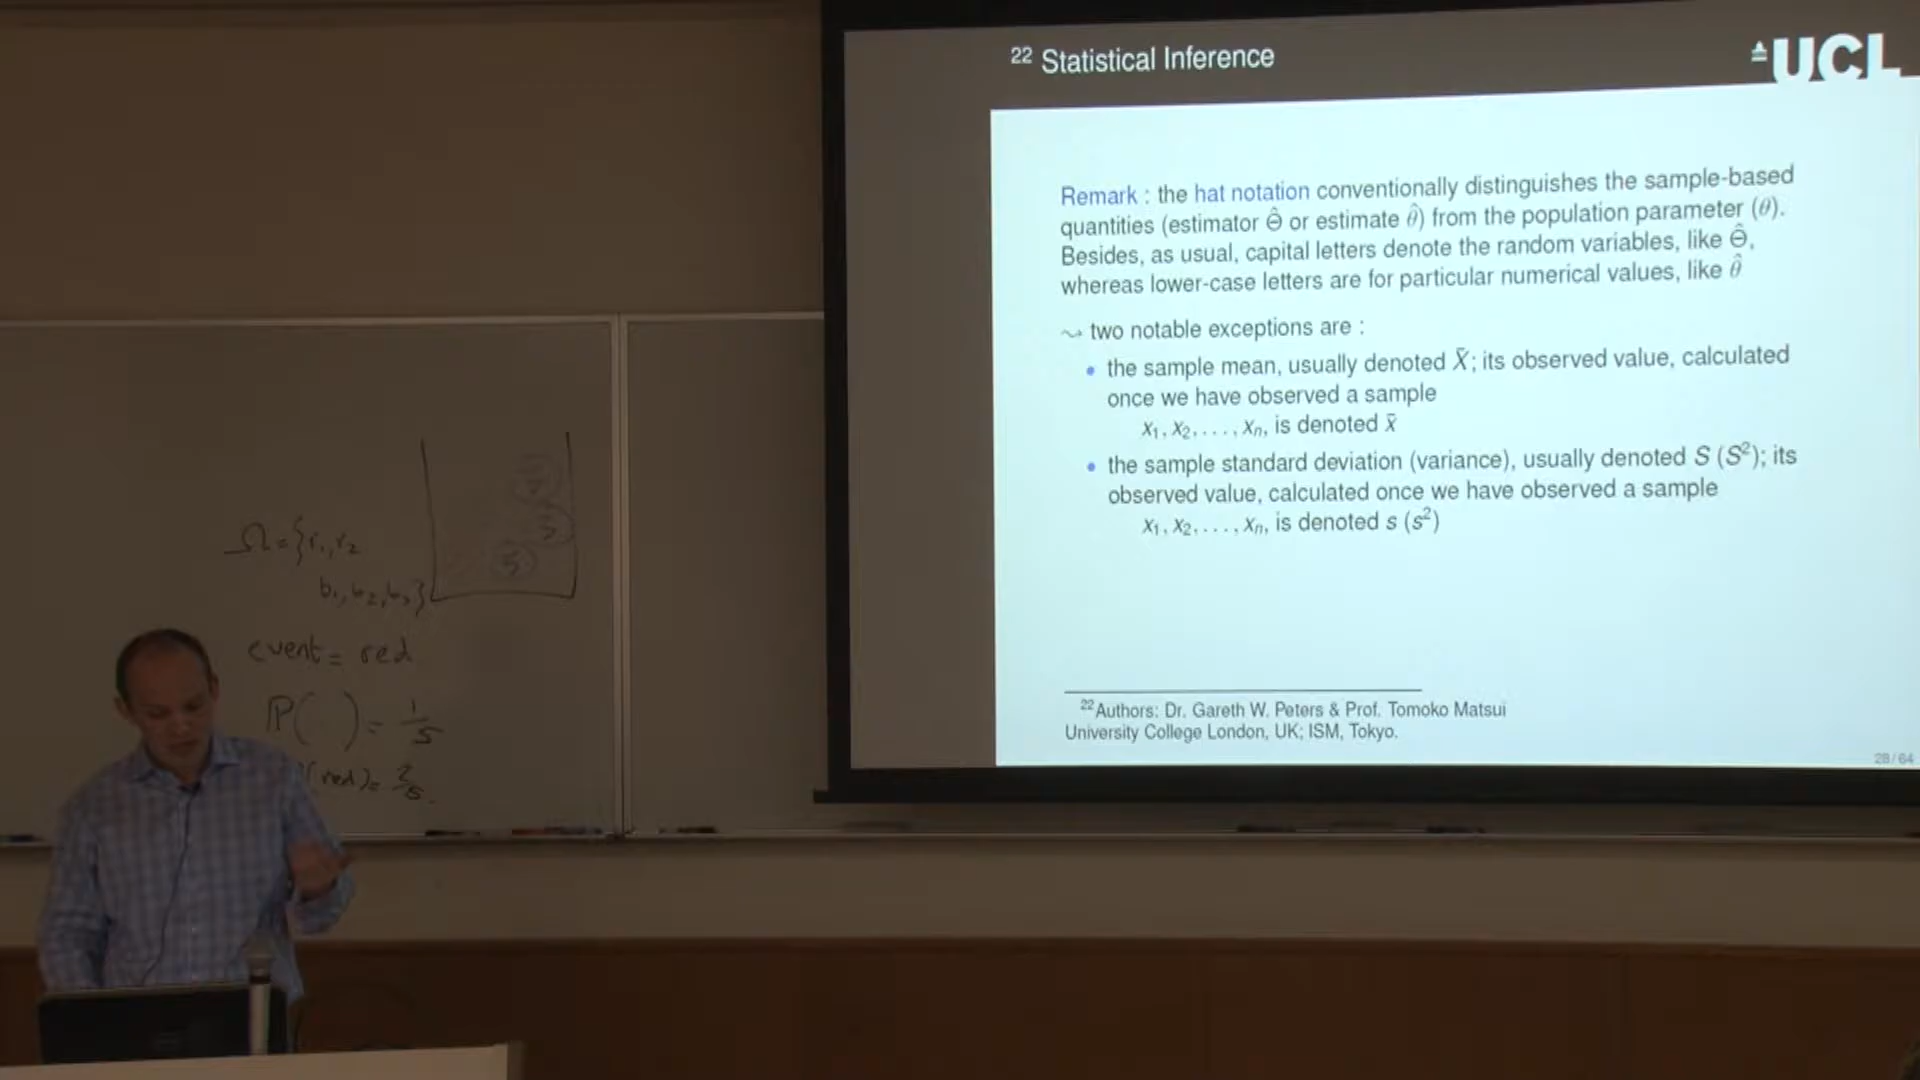 22 Statistical Inference
UCL
Remark : the hat notation conventionally distinguishes the sample-based
quantities (estimator Θ̂ or estimate θ̂) from the population parameter (θ).
Besides, as usual, capital letters denote the random variables, like Θ̂,
whereas lower-case letters are for particular numerical values, like θ̂
⇝ two notable exceptions are :
• the sample mean, usually denoted X̄; its observed value, calculated
once we have observed a sample
x₁, x₂, . . . , xₙ, is denoted x̄
• the sample standard deviation (variance), usually denoted S (S²); its
observed value, calculated once we have observed a sample
x₁, x₂, . . . , xₙ, is denoted s (s²)
²²Authors: Dr. Gareth W. Peters & Prof. Tomoko Matsui
University College London, UK; ISM, Tokyo.
28/64
Ω={r₁,r₂
b₁,b₂,b₃}
event= red
P( )= 1/5
(red)= 2/5.